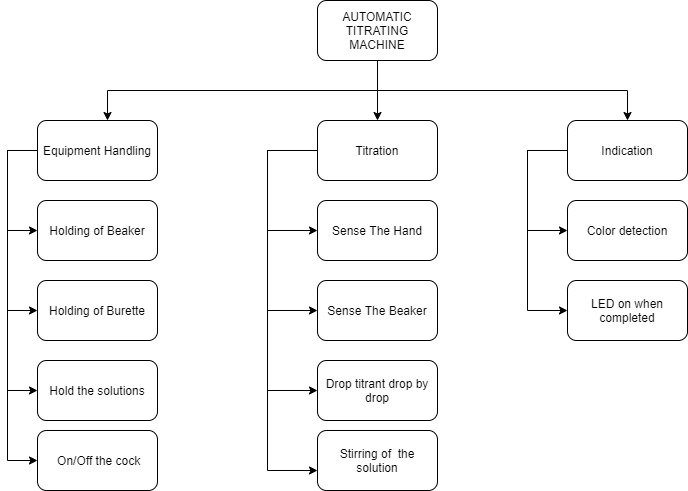 AUTOMATIC
TITRATING
MACHINE
Equipment Handling
Titration
Indication
Holding of Beaker
Sense The Hand
Color detection
Holding of Burette
Sense The Beaker
LED on when
completed
Hold the solutions
Drop titrant drop by
drop
On/Off the cock
Stirring of the
solution